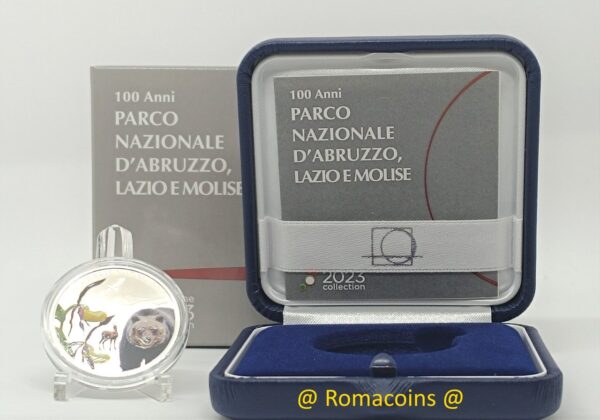 100 Anni
PARCO
NAZIONALE
D'ABRUZZO,
LAZIO E MOLISE
100 Anni
PARCO
NAZIONALE
D'ABRUZZO,
LAZIO E MOLISE
2023
collection
@ Romacoins @